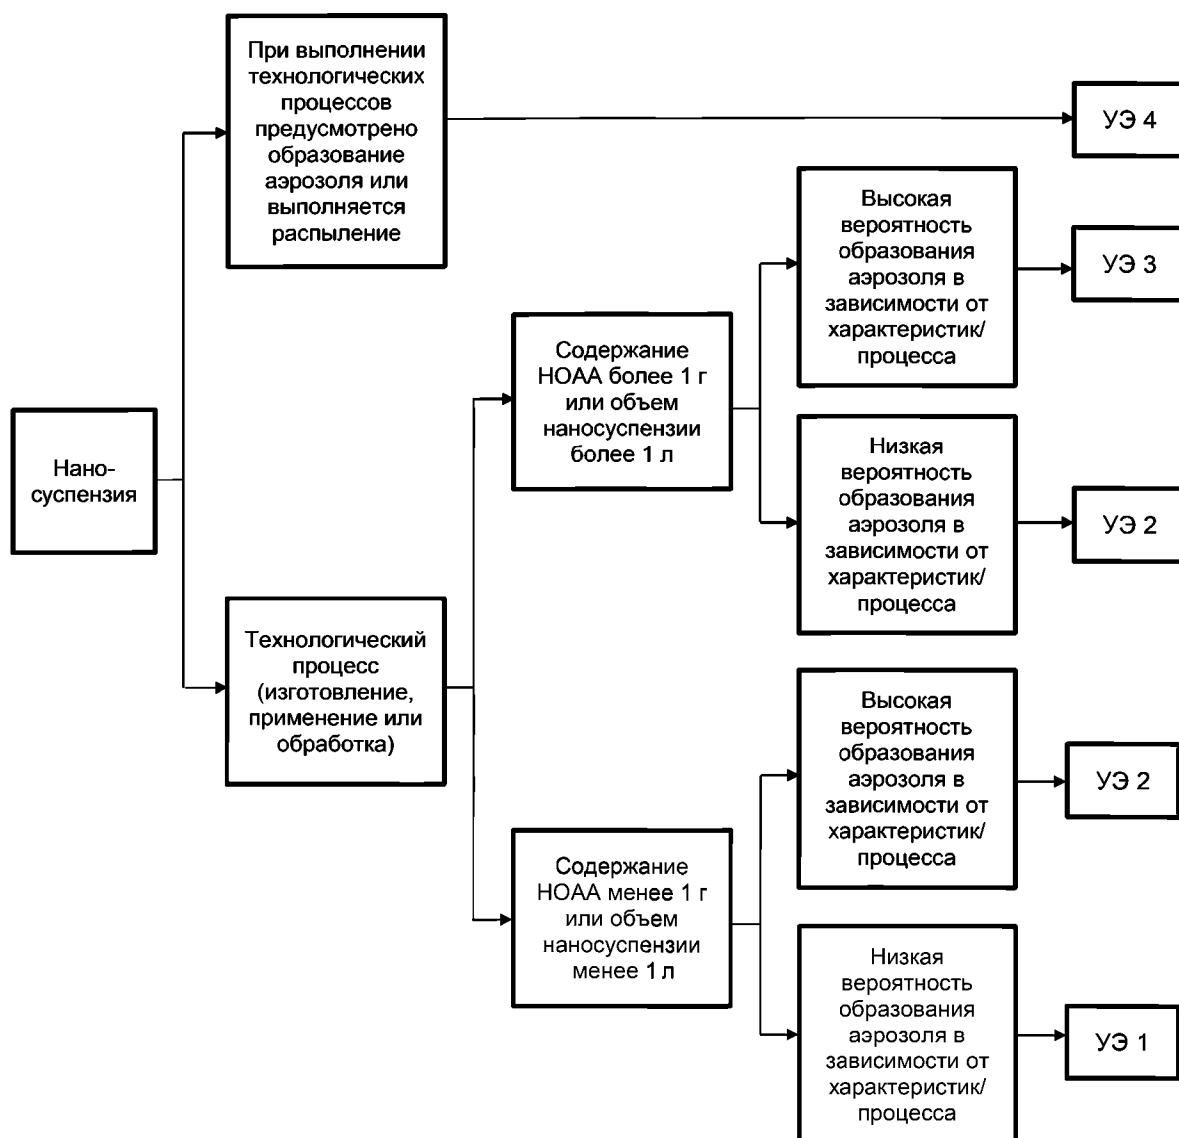 При выполнении
технологических
процессов
предусмотрено
образование
аэрозоля или
выполняется
распыление
УЭ 4
Высокая
вероятность
образования
аэрозоля в
зависимости от
характеристик/
процесса
УЭ 3
Содержание
НОАА более 1 г
или объем
наносуспензии
более 1 л
Нано-
суспензия
Низкая
вероятность
образования
аэрозоля в
зависимости от
характеристик/
процесса
УЭ 2
Технологический
процесс
(изготовление,
применение или
обработка)
Высокая
вероятность
образования
аэрозоля в
зависимости от
характеристик/
процесса
УЭ 2
Содержание
НОАА менее 1 г
или объем
наносуспензии
менее 1 л
Низкая
вероятность
образования
аэрозоля в
зависимости от
характеристик/
процесса
УЭ 1